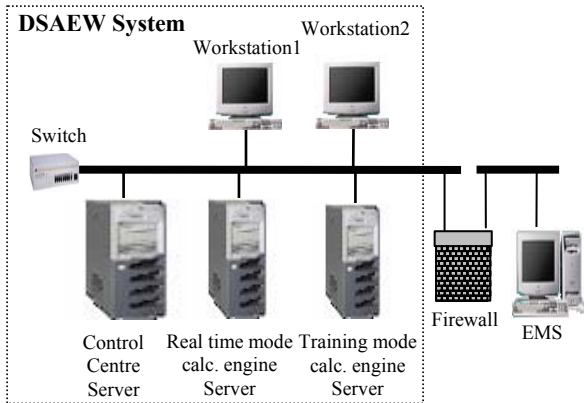 DSAEW System
Workstation1
Workstation2
Switch
Control
Centre
Server
Real time mode
calc. engine
Server
Training mode
calc. engine
Server
Firewall
EMS